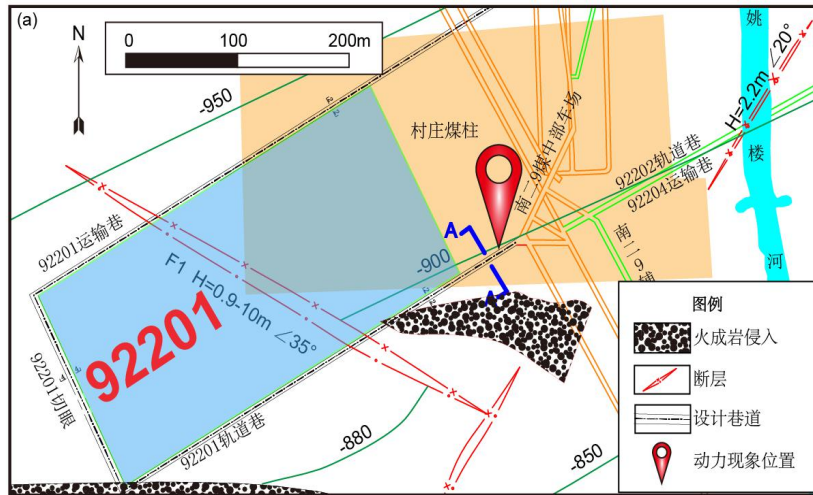 (a)
N
0 100 200m
-950
村庄煤柱
南二9煤中部车场
姚楼河
H=2.2m ∠20°
92202轨道巷
92204运输巷
92201运输巷
F1 H=0.9-10m ∠35°
-900
A
A
92201
92201切眼
92201轨道巷
-880
-850
南二9辅
图例
火成岩侵入
断层
设计巷道
动力现象位置